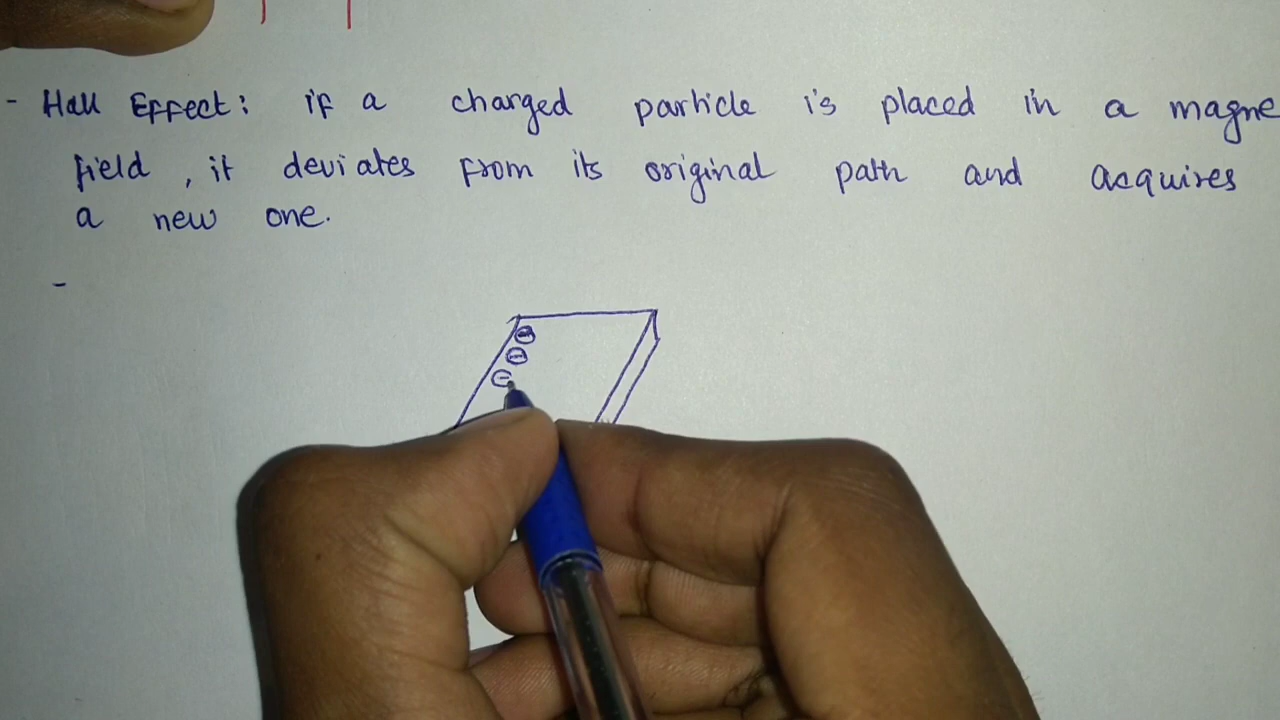 - Hall Effect: if a charged particle is placed in a magne
field, it deviates from its original path and acquires
a new one.
-